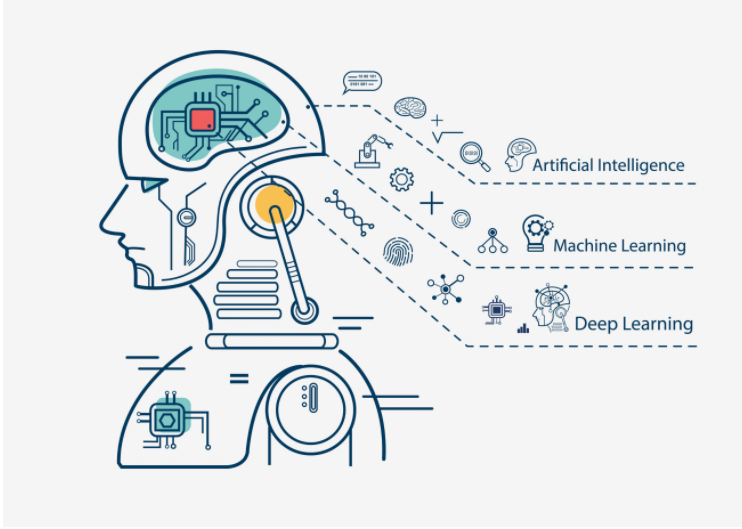 Artificial Intelligence
Machine Learning
Deep Learning